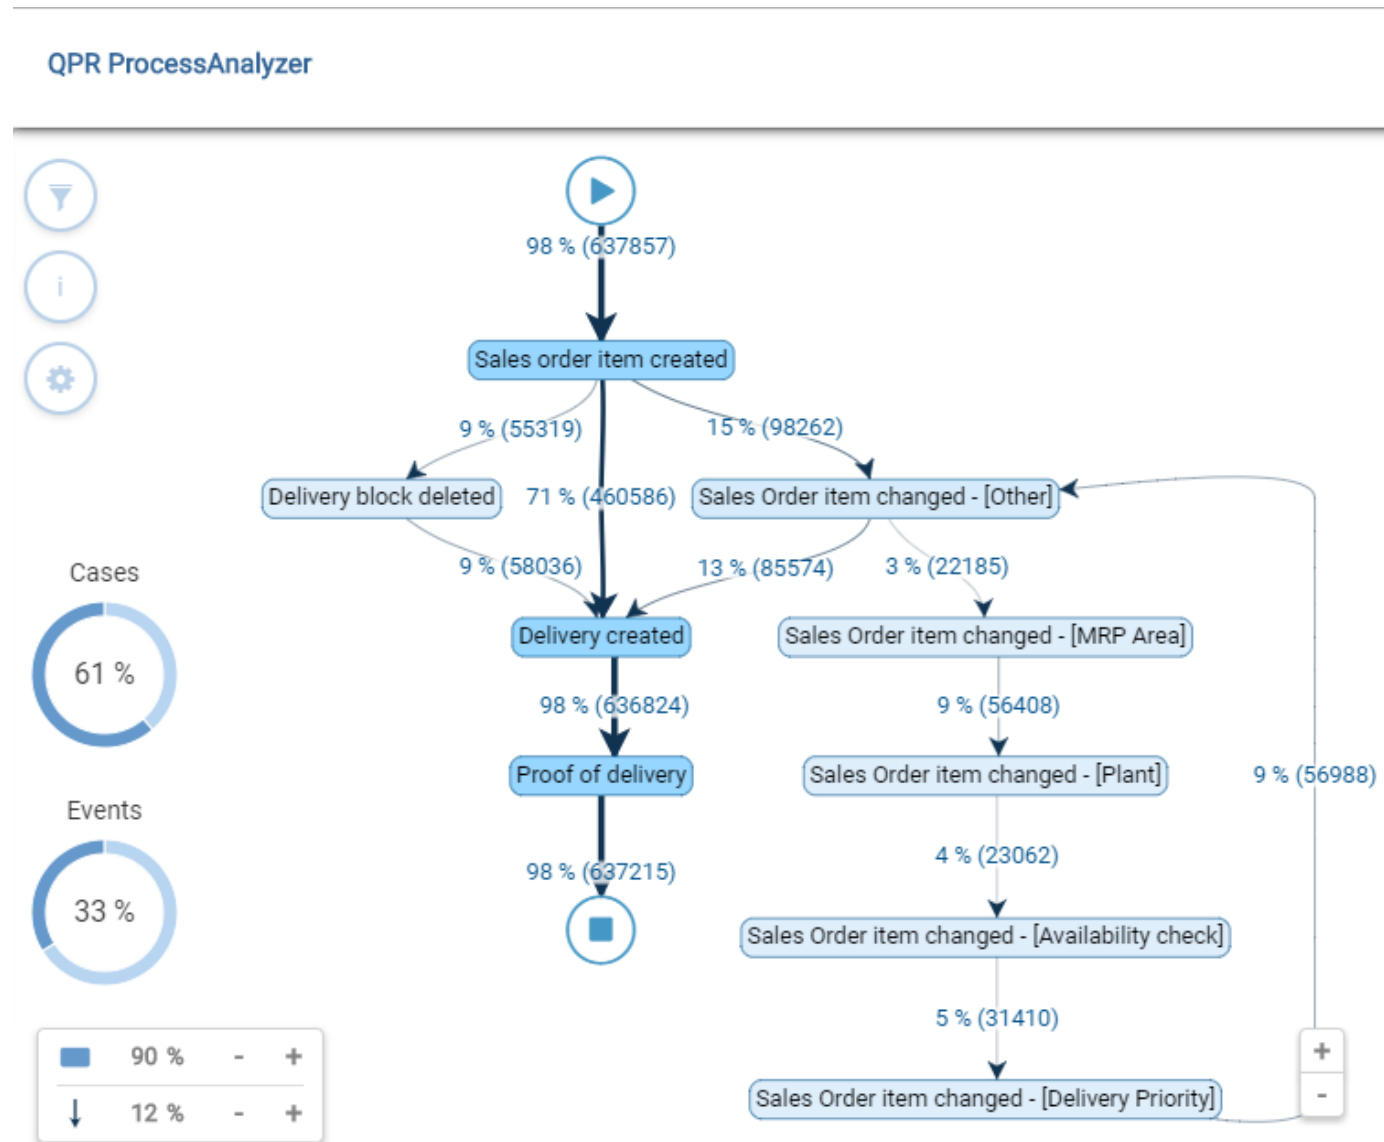 QPR ProcessAnalyzer
i
98 % (637857)
Sales order item created
9 % (55319)
15 % (98262)
Delivery block deleted
71 % (460586)
Sales Order item changed - [Other]
9 % (58036)
13 % (85574)
3 % (22185)
Cases
61 %
Delivery created
Sales Order item changed - [MRP Area]
98 % (636824)
9 % (56408)
Proof of delivery
Sales Order item changed - [Plant]
9 % (56988)
Events
33 %
98 % (637215)
4 % (23062)
Sales Order item changed - [Availability check]
5 % (31410)
90 % - +
12 % - +
Sales Order item changed - [Delivery Priority]
+
-